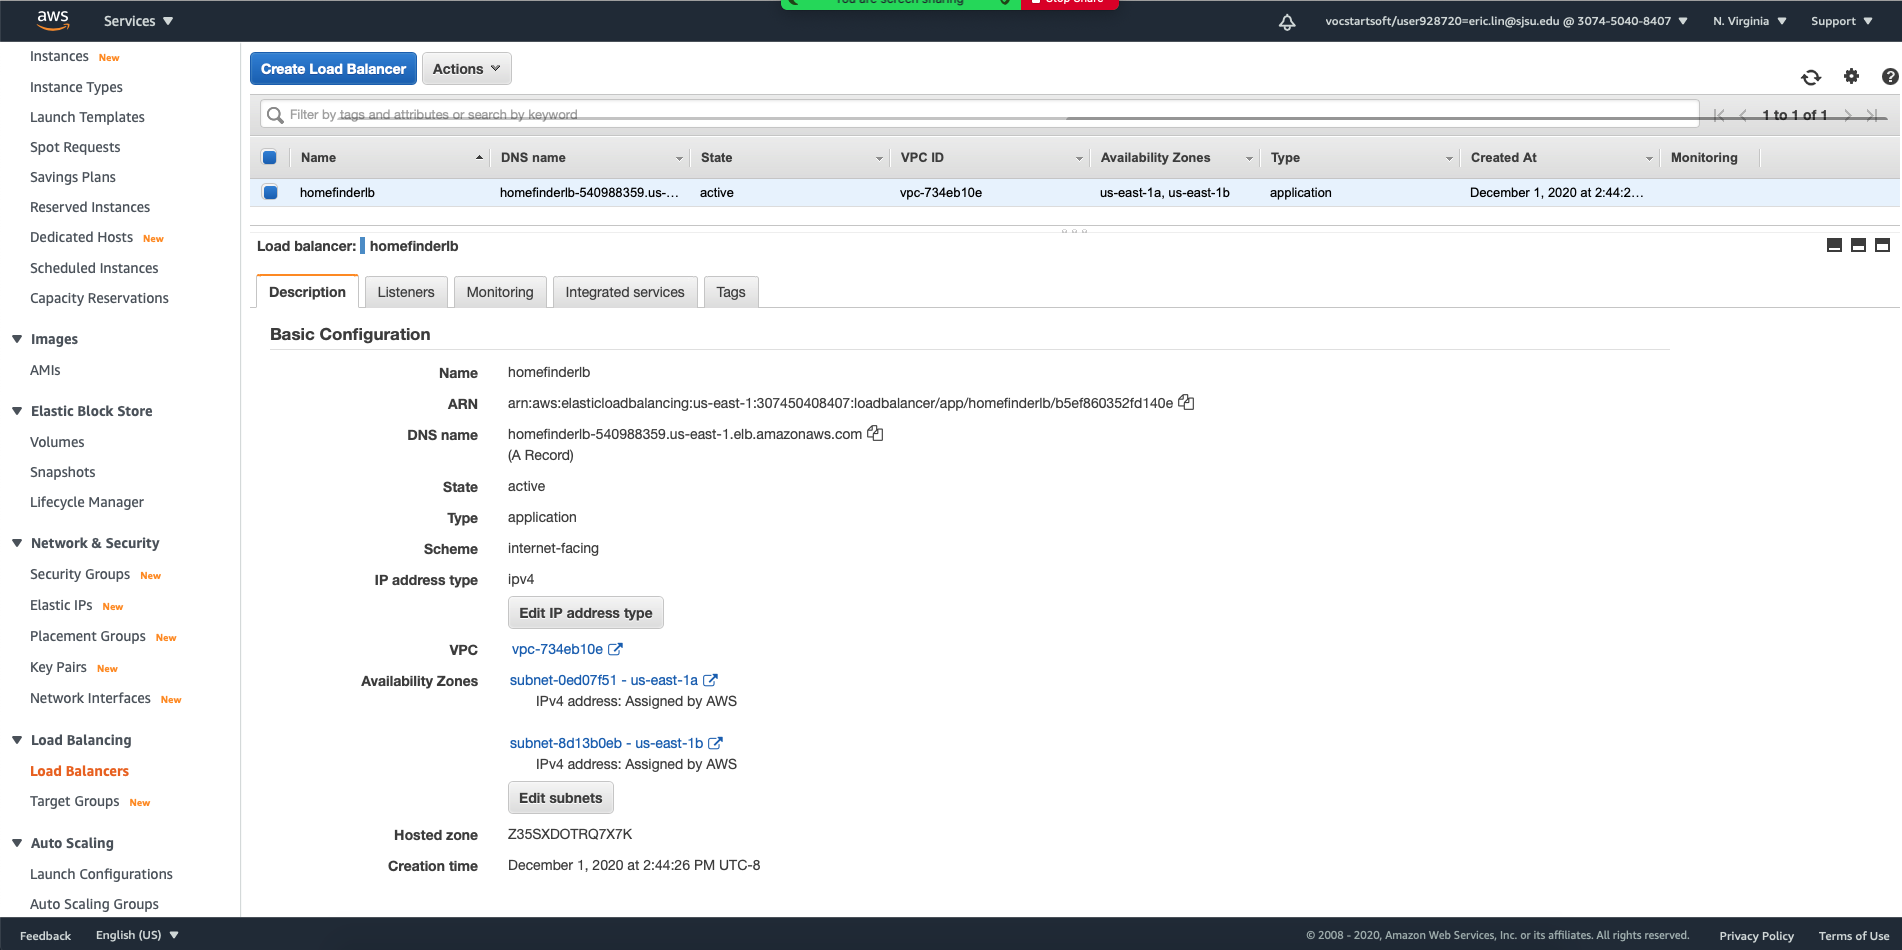 You are screen sharing Stop Share
aws Services vocstartsoft/user928720=eric.lin@sjsu.edu @ 3074-5040-8407 N. Virginia Support
Instances New
Instance Types
Launch Templates
Spot Requests
Savings Plans
Reserved Instances
Dedicated Hosts New
Scheduled Instances
Capacity Reservations
Images
AMIs
Elastic Block Store
Volumes
Snapshots
Lifecycle Manager
Network & Security
Security Groups New
Elastic IPs New
Placement Groups New
Key Pairs New
Network Interfaces New
Load Balancing
Load Balancers
Target Groups New
Auto Scaling
Launch Configurations
Auto Scaling Groups
Create Load Balancer Actions
Filter by tags and attributes or search by keyword 1 to 1 of 1
Name DNS name State VPC ID Availability Zones Type Created At Monitoring
homefinderlb homefinderlb-540988359.us-... active vpc-734eb10e us-east-1a, us-east-1b application December 1, 2020 at 2:44:2...
Load balancer: homefinderlb
Description Listeners Monitoring Integrated services Tags
Basic Configuration
Name homefinderlb
ARN arn:aws:elasticloadbalancing:us-east-1:307450408407:loadbalancer/app/homefinderlb/b5ef860352fd140e
DNS name homefinderlb-540988359.us-east-1.elb.amazonaws.com
(A Record)
State active
Type application
Scheme internet-facing
IP address type ipv4
Edit IP address type
VPC vpc-734eb10e
Availability Zones subnet-0ed07f51 - us-east-1a
IPv4 address: Assigned by AWS
subnet-8d13b0eb - us-east-1b
IPv4 address: Assigned by AWS
Edit subnets
Hosted zone Z35SXDOTRQ7X7K
Creation time December 1, 2020 at 2:44:26 PM UTC-8
Feedback English (US) © 2008 - 2020, Amazon Web Services, Inc. or its affiliates. All rights reserved. Privacy Policy Terms of Use